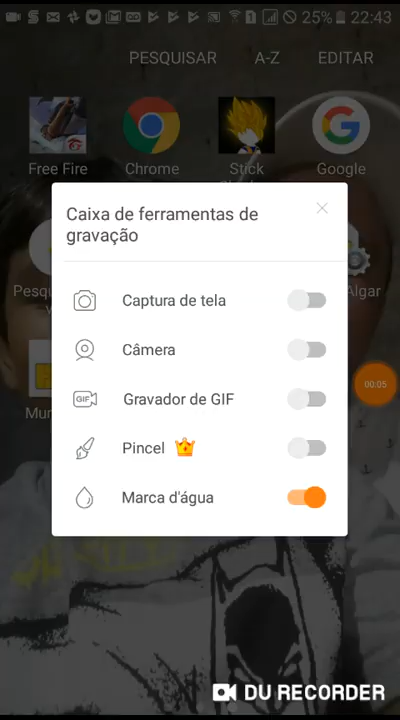 25% 22:43
PESQUISAR A-Z EDITAR
Free Fire Chrome Stick Google
Caixa de ferramentas de
gravação
Captura de tela
Câmera
Gravador de GIF
GIF
Pincel
Marca d'água
Algar
00:05
DU RECORDER